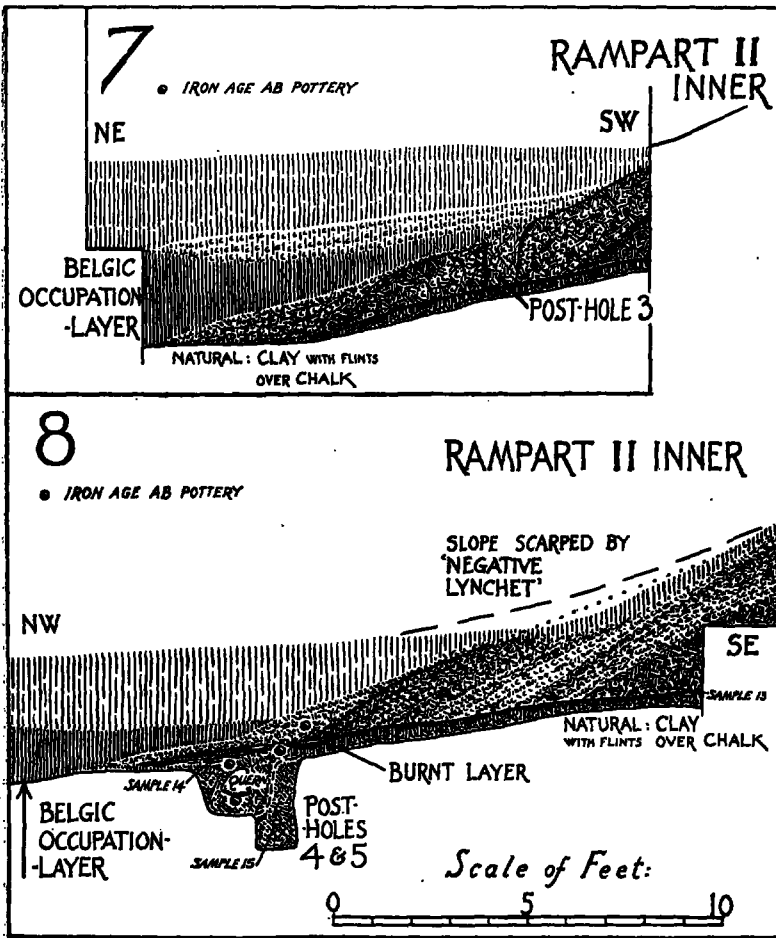 7
• IRON AGE AB POTTERY
RAMPART II
INNER
NE
SW
BELGIC
OCCUPATION
-LAYER
POST-HOLE 3
NATURAL: CLAY WITH FLINTS
OVER CHALK
8
• IRON AGE AB POTTERY
RAMPART II INNER
SLOPE SCARPED BY
'NEGATIVE
LYNCHET'
NW
SE
SAMPLE 13
NATURAL: CLAY
WITH FLINTS OVER CHALK
BURNT LAYER
SAMPLE 14
QUERN
BELGIC
OCCUPATION-
-LAYER
POST-
-HOLES
4 & 5
SAMPLE 15
Scale of Feet:
0 5 10